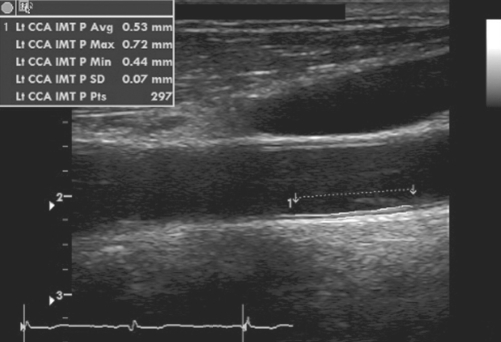 1 Lt CCA IMT P Avg 0.53 mm
Lt CCA IMT P Max 0.72 mm
Lt CCA IMT P Min 0.44 mm
Lt CCA IMT P SD 0.07 mm
Lt CCA IMT P Pts 297
2
1
3